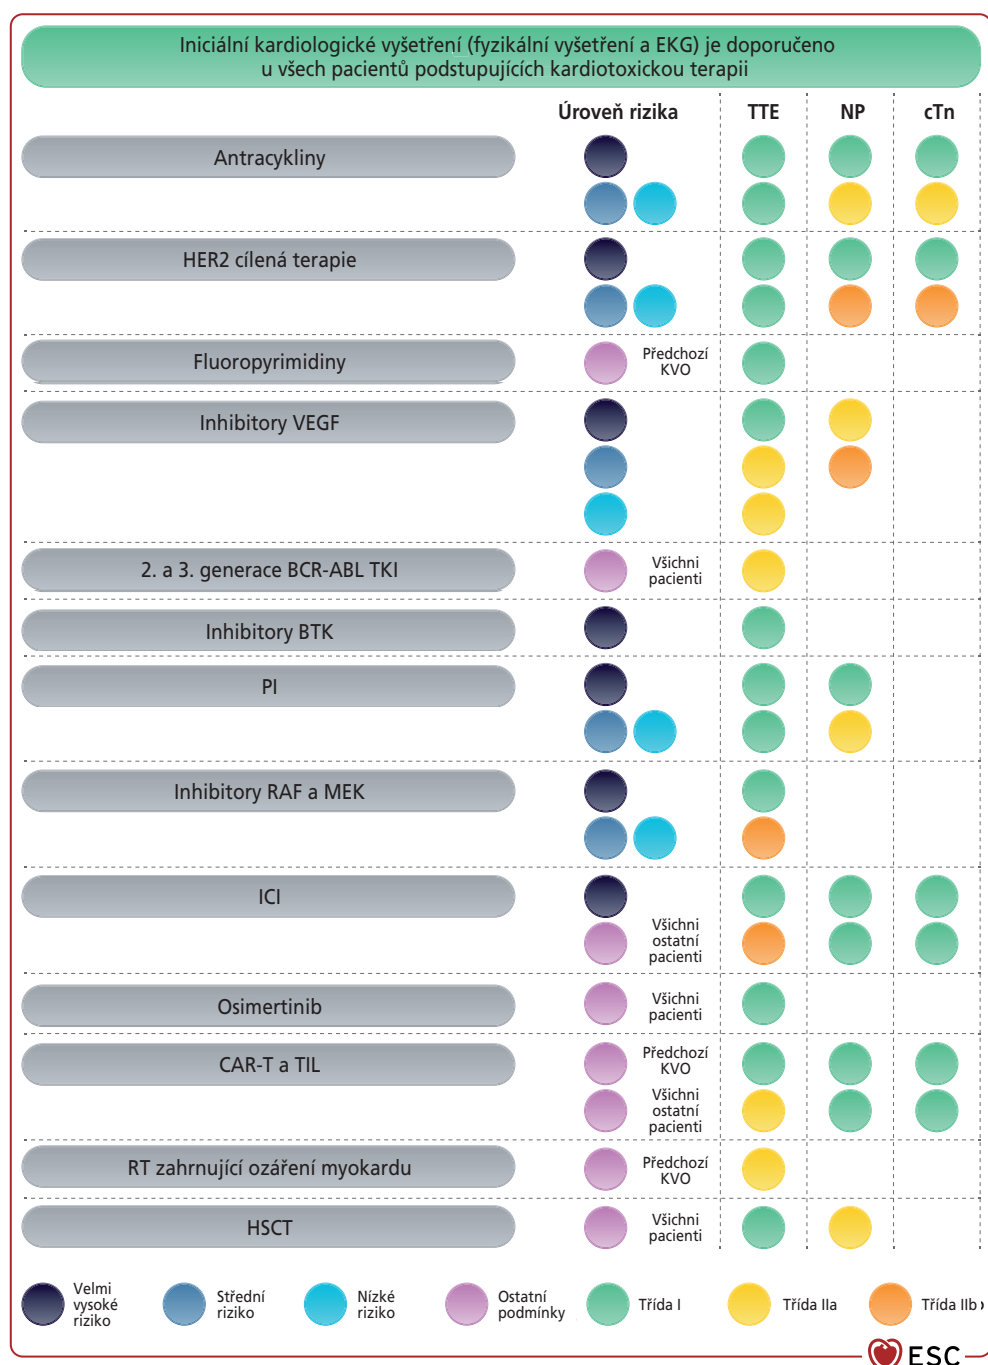 Iniciální kardiologické vyšetření (fyzikální vyšetření a EKG) je doporučeno
u všech pacientů podstupujících kardiotoxickou terapii
Úroveň rizika TTE NP cTn
Antracykliny
HER2 cílená terapie
Fluoropyrimidiny
Předchozí
KVO
Inhibitory VEGF
2. a 3. generace BCR-ABL TKI
Všichni
pacienti
Inhibitory BTK
PI
Inhibitory RAF a MEK
ICI
Všichni
ostatní
pacienti
Osimertinib
Všichni
pacienti
CAR-T a TIL
Předchozí
KVO
Všichni
ostatní
pacienti
RT zahrnující ozáření myokardu
Předchozí
KVO
HSCT
Všichni
pacienti
Velmi
vysoké
riziko
Střední
riziko
Nízké
riziko
Ostatní
podmínky
Třída I
Třída IIa
Třída IIb
ESC